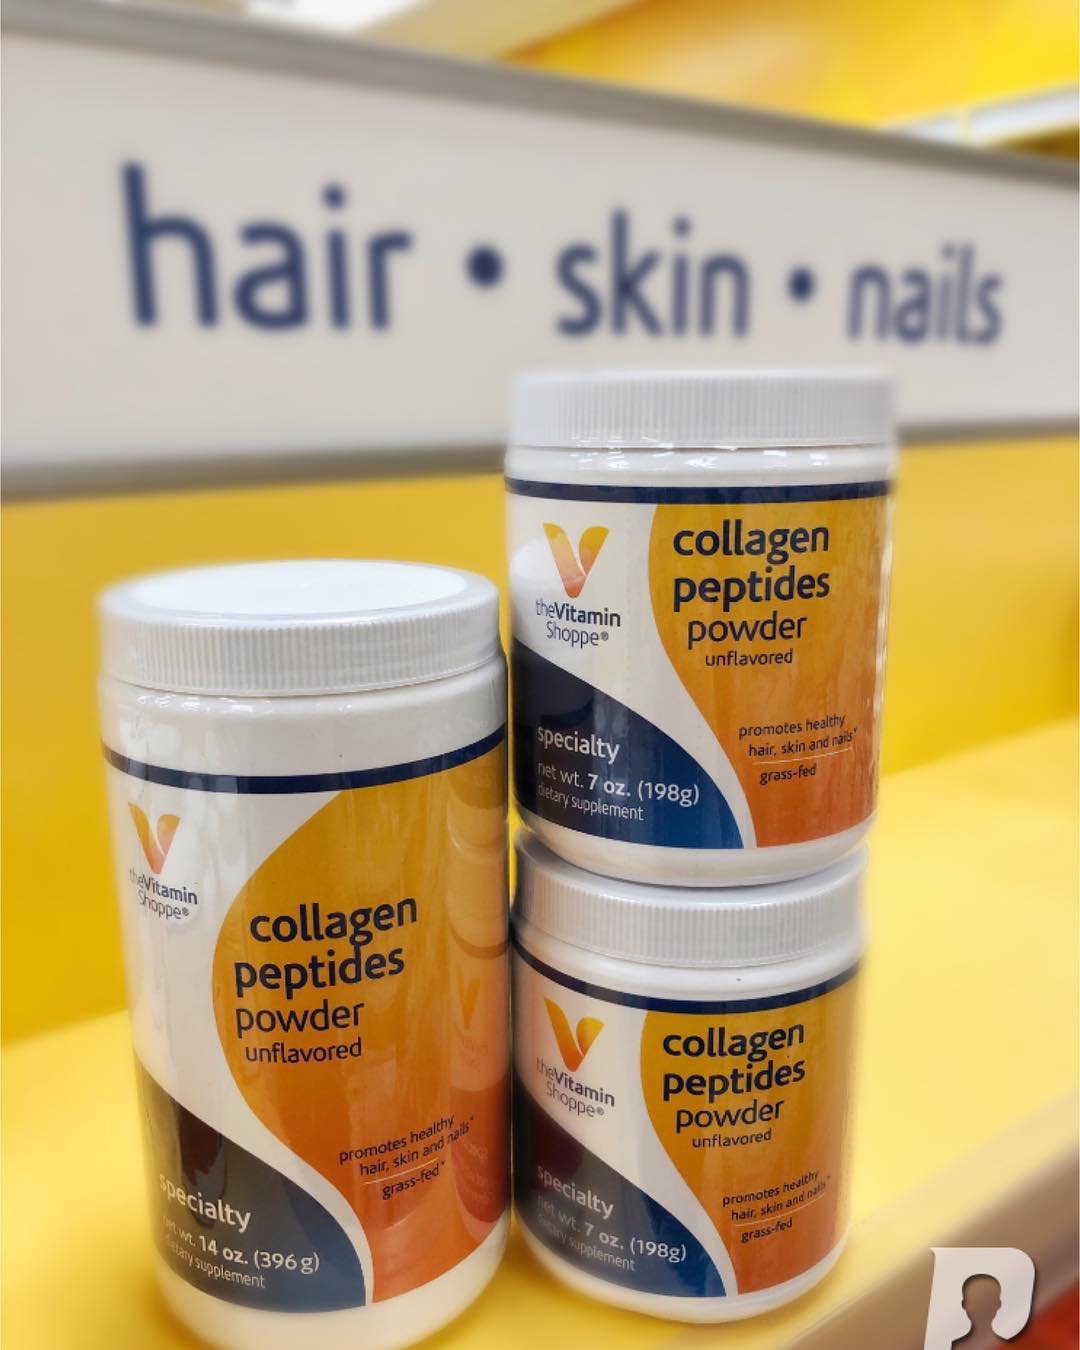 hair • skin • nails
theVitamin
Shoppe®
collagen
peptides
powder
unflavored
promotes healthy
hair, skin and nails*
grass-fed
specialty
net wt. 7 oz. (198g)
dietary supplement
theVitamin
Shoppe®
collagen
peptides
powder
unflavored
promotes healthy
hair, skin and nails*
grass-fed
specialty
net wt. 14 oz. (396 g)
dietary supplement
theVitamin
Shoppe®
collagen
peptides
powder
unflavored
promotes healthy
hair, skin and nails*
grass-fed
specialty
net wt. 7 oz. (198g)
dietary supplement